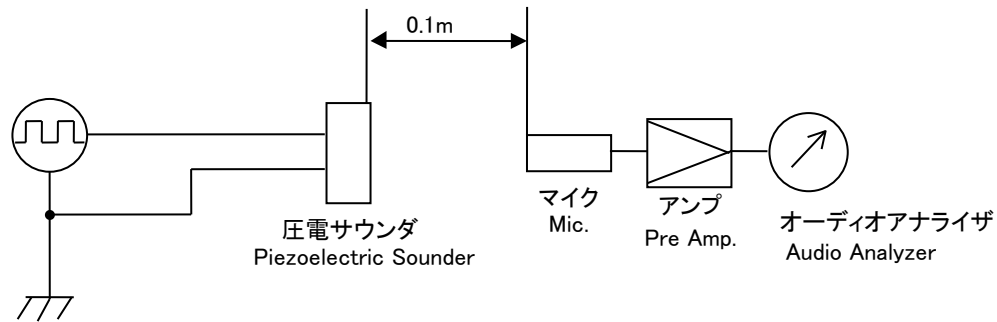 0.1m
圧電サウンダ
Piezoelectric Sounder
マイク
Mic.
アンプ
Pre Amp.
オーディオアナライザ
Audio Analyzer